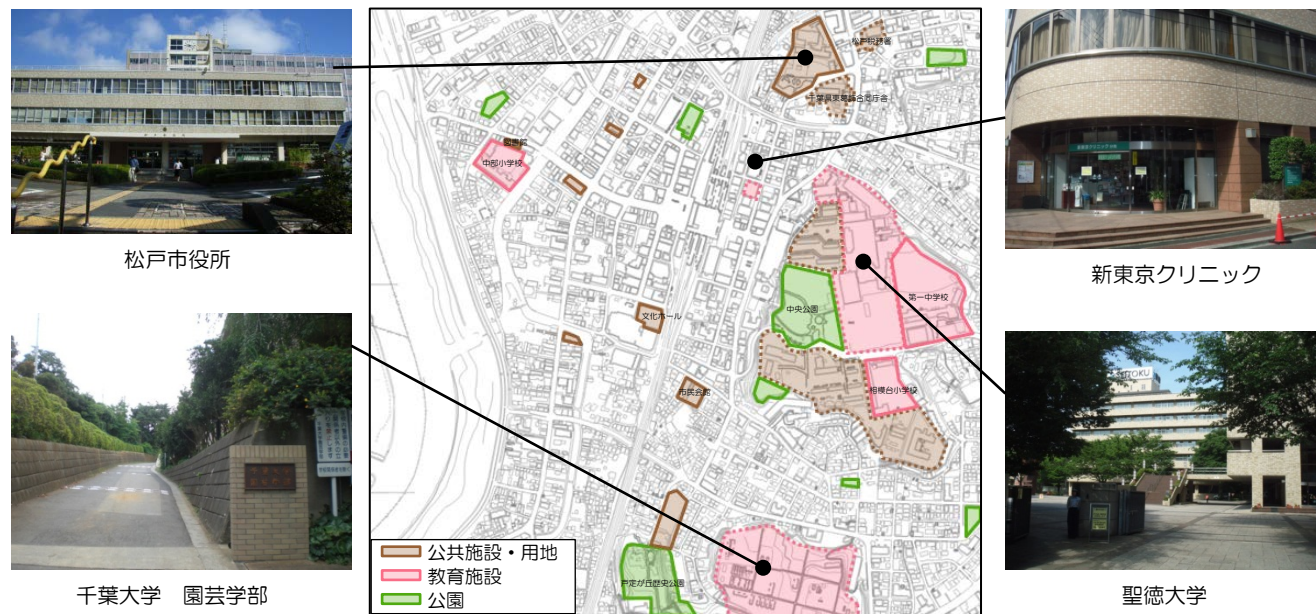 松戸市役所
千葉大学 園芸学部
松戸税務署
千葉県東葛飾合同庁舎
図書館
中部小学校
第一中学校
中央公園
文化ホール
相模台小学校
市民会館
戸定が丘歴史公園
公共施設・用地
教育施設
公園
新東京クリニック
聖徳大学